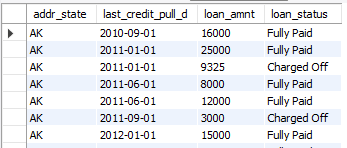 addr_state last_credit_pull_d loan_amnt loan_status
AK 2010-09-01 16000 Fully Paid
AK 2011-01-01 25000 Fully Paid
AK 2011-01-01 9325 Charged Off
AK 2011-06-01 8000 Fully Paid
AK 2011-06-01 12000 Fully Paid
AK 2011-09-01 3000 Charged Off
AK 2012-01-01 15000 Fully Paid